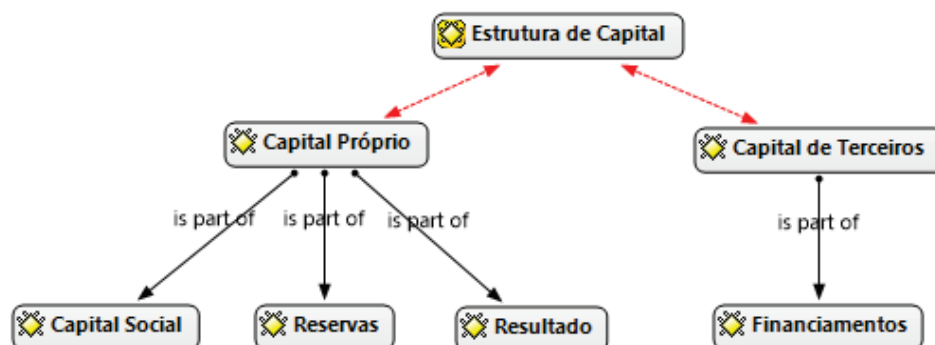 Estrutura de Capital
Capital Próprio
Capital de Terceiros
is part of
is part of
is part of
is part of
Capital Social
Reservas
Resultado
Financiamentos